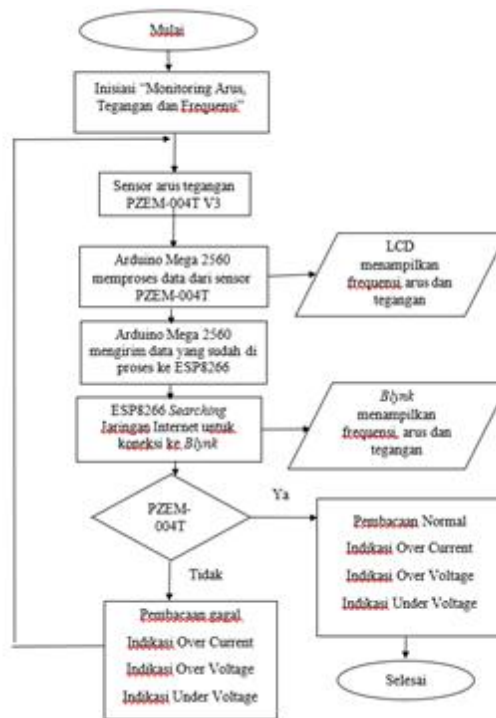 Mulai
Inisiasi “Monitoring Arus,
Tegangan dan Frequensi”
Sensor arus tegangan
PZEM-004T V3
Arduino Mega 2560
memproses data dari sensor
PZEM-004T
LCD
menampilkan
frequensi, arus dan
tegangan
Arduino Mega 2560
mengirim data yang sudah di
proses ke ESP8266
ESP8266 Searching
Jaringan Internet untuk
koneksi ke Blynk
Blynk
menampilkan
frequensi, arus dan
tegangan
PZEM-
004T
Ya
Tidak
Pembacaan Normal
Indikasi Over Current
Indikasi Over Voltage
Indikasi Under Voltage
Pembacaan gagal
Indikasi Over Current
Indikasi Over Voltage
Indikasi Under Voltage
Selesai